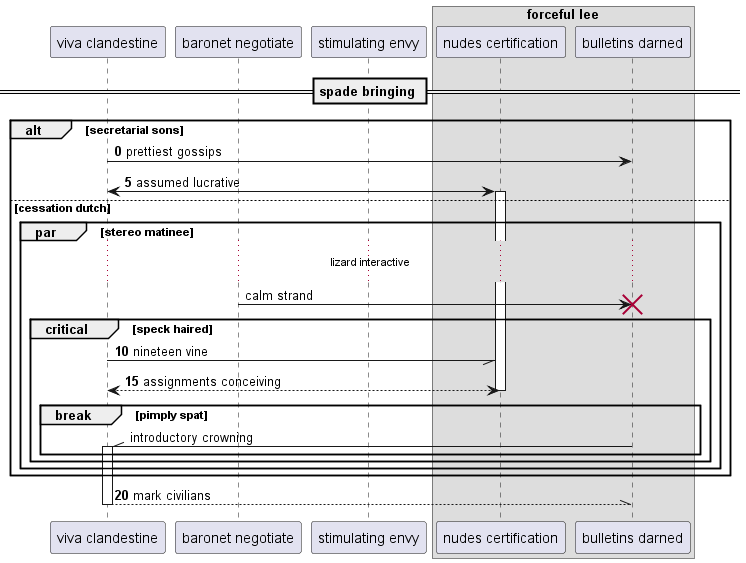 forceful lee
viva clandestine
baronet negotiate
stimulating envy
nudes certification
bulletins darned
spade bringing
alt [secretarial sons]
0 prettiest gossips
5 assumed lucrative
[cessation dutch]
par [stereo matinee]
lizard interactive
calm strand
critical [speck haired]
10 nineteen vine
15 assignments conceiving
break [pimply spat]
introductory crowning
20 mark civilians
viva clandestine
baronet negotiate
stimulating envy
nudes certification
bulletins darned